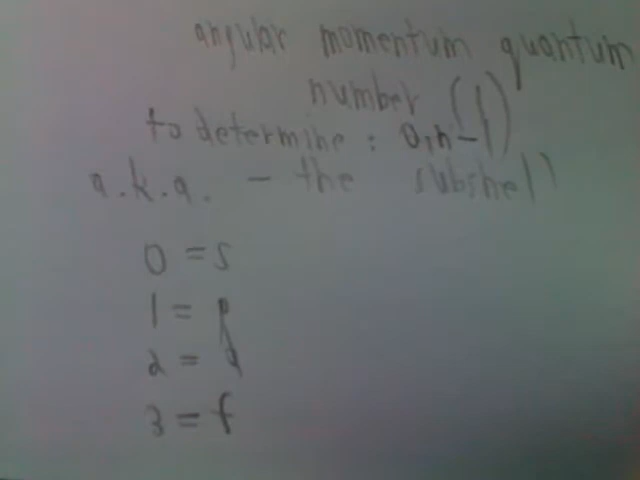 angular momentum quantum
number (l)
to determine: 0, n-1
a.k.a. - the subshell
0 = s
1 = p
2 = d
3 = f